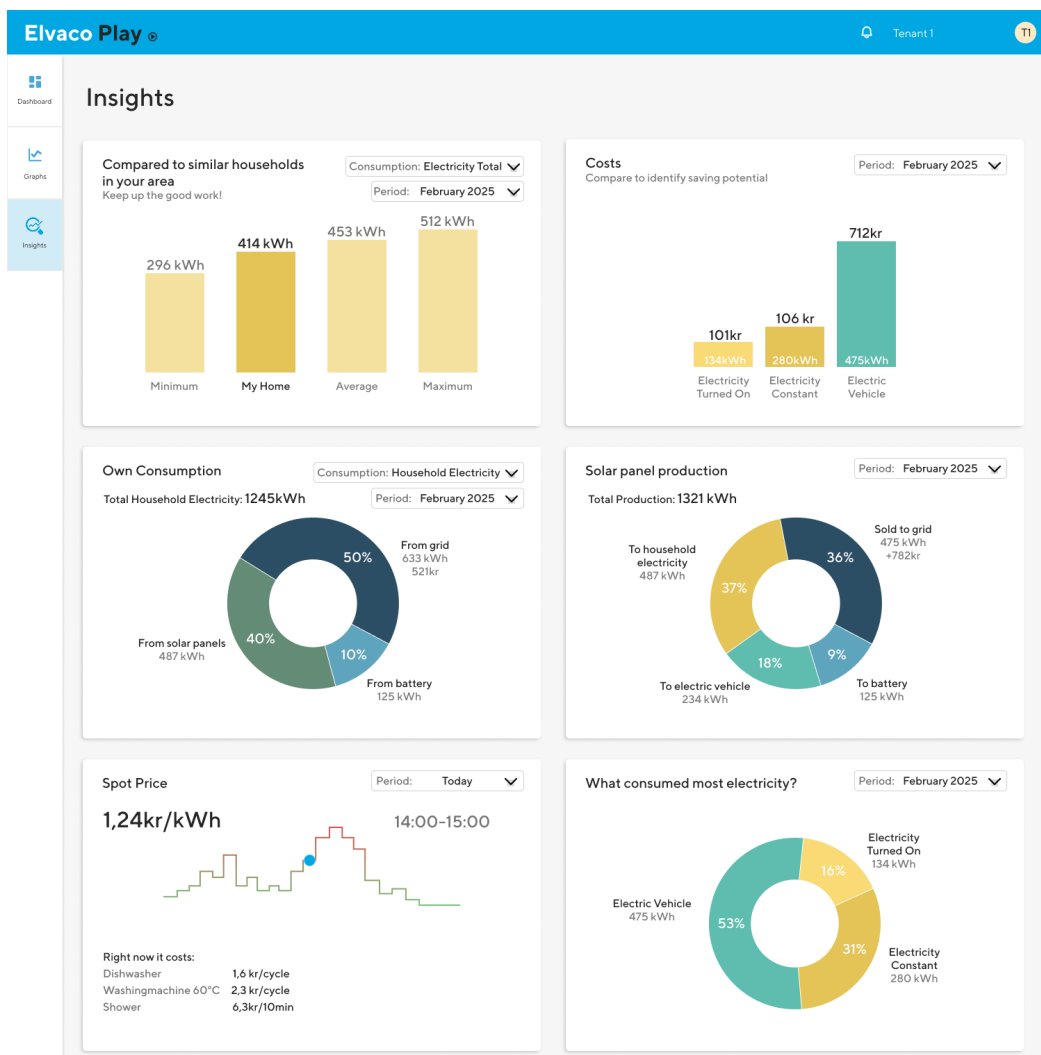 Elvaco Play
Tenant 1
T1
Dashboard
Graphs
Insights
Insights
Compared to similar households
in your area
Keep up the good work!
Consumption: Electricity Total
Period: February 2025
296 kWh
414 kWh
453 kWh
512 kWh
Minimum
My Home
Average
Maximum
Costs
Compare to identify saving potential
Period: February 2025
101kr
106 kr
712kr
134kWh
280kWh
475kWh
Electricity
Turned On
Electricity
Constant
Electric
Vehicle
Own Consumption
Consumption: Household Electricity
Total Household Electricity: 1245kWh
Period: February 2025
50%
From grid
633 kWh
521kr
40%
From solar panels
487 kWh
10%
From battery
125 kWh
Solar panel production
Period: February 2025
Total Production: 1321 kWh
36%
Sold to grid
475 kWh
+782kr
To household
electricity
487 kWh
37%
18%
To electric vehicle
234 kWh
9%
To battery
125 kWh
Spot Price
Period: Today
1,24kr/kWh
14:00-15:00
Right now it costs:
Dishwasher 1,6 kr/cycle
Washingmachine 60°C 2,3 kr/cycle
Shower 6,3kr/10min
What consumed most electricity?
Period: February 2025
Electricity
Turned On
134 kWh
16%
Electric Vehicle
475 kWh
53%
31%
Electricity
Constant
280 kWh